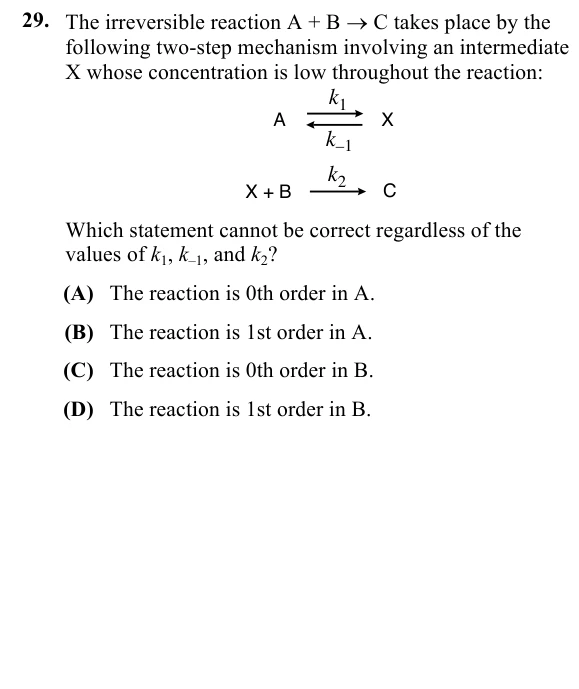 29. The irreversible reaction A + B → C takes place by the
following two-step mechanism involving an intermediate
X whose concentration is low throughout the reaction:
k₁
A ⇌ X
k₋₁
k₂
X + B ⟶ C
Which statement cannot be correct regardless of the
values of k₁, k₋₁, and k₂?
(A) The reaction is 0th order in A.
(B) The reaction is 1st order in A.
(C) The reaction is 0th order in B.
(D) The reaction is 1st order in B.